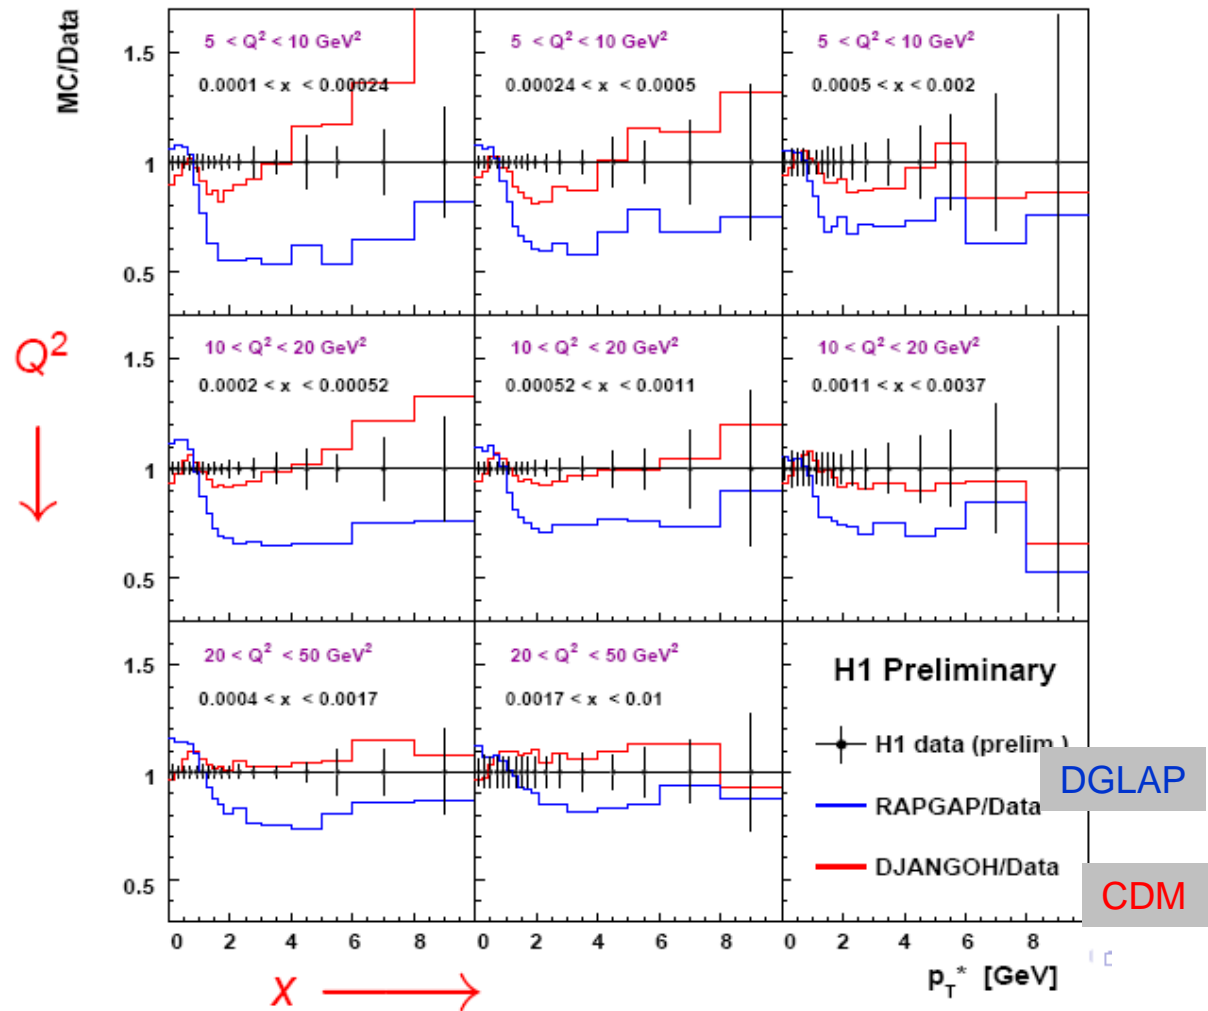 MC/Data
5 < Q² < 10 GeV²
0.0001 < x < 0.00024
5 < Q² < 10 GeV²
0.00024 < x < 0.0005
5 < Q² < 10 GeV²
0.0005 < x < 0.002
1.5
1
0.5
Q²
10 < Q² < 20 GeV²
0.0002 < x < 0.00052
10 < Q² < 20 GeV²
0.00052 < x < 0.0011
10 < Q² < 20 GeV²
0.0011 < x < 0.0037
1.5
1
0.5
20 < Q² < 50 GeV²
0.0004 < x < 0.0017
20 < Q² < 50 GeV²
0.0017 < x < 0.01
1.5
1
0.5
H1 Preliminary
H1 data (prelim.)
RAPGAP/Data
DGLAP
DJANGOH/Data
CDM
0 2 4 6 8 0 2 4 6 8 0 2 4 6 8
x
p_T* [GeV]